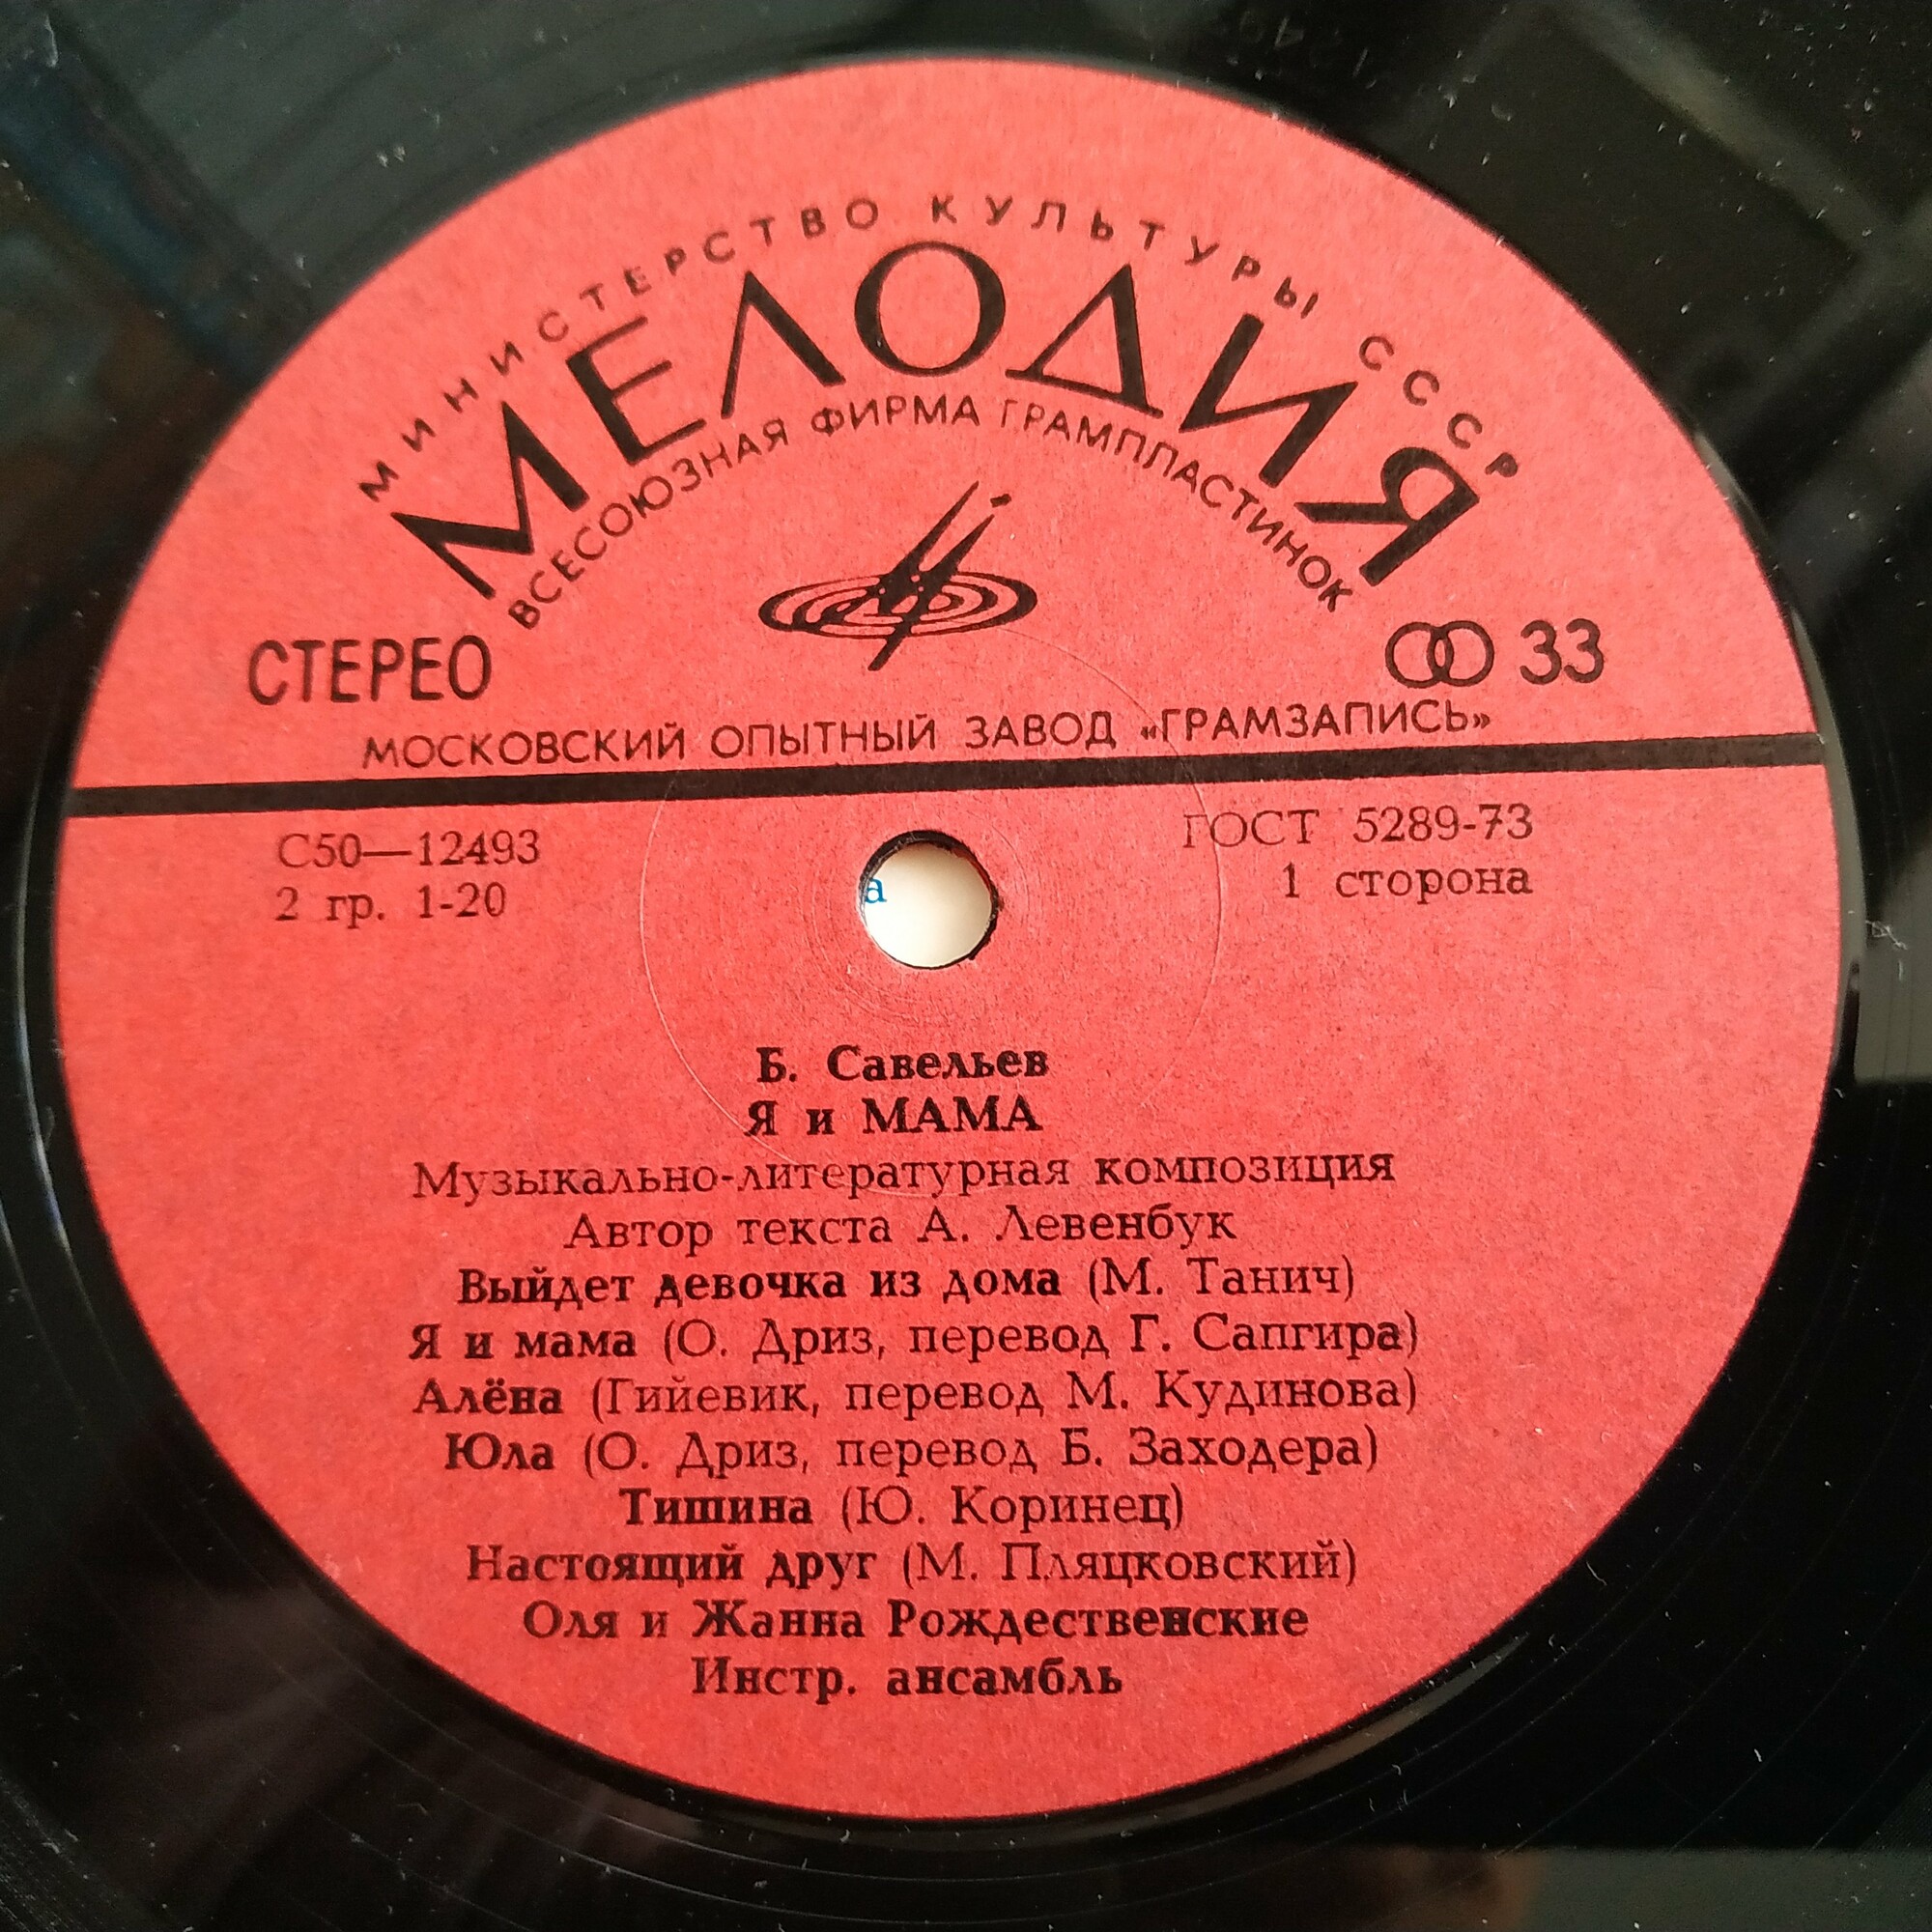 МИНИСТЕРСТВО КУЛЬТУРЫ СССР
МЕЛОДИЯ
ВСЕСОЮЗНАЯ ФИРМА ГРАМПЛАСТИНОК
СТЕРЕО
33
МОСКОВСКИЙ ОПЫТНЫЙ ЗАВОД «ГРАМЗАПИСЬ»
С50—12493
ГОСТ 5289-73
2 гр. 1-20
1 сторона
а
Б. Савельев
Я и МАМА
Музыкально-литературная композиция
Автор текста А. Левенбук
Выйдет девочка из дома (М. Танич)
Я и мама (О. Дриз, перевод Г. Сапгира)
Алёна (Гийевик, перевод М. Кудинова)
Юла (О. Дриз, перевод Б. Заходера)
Тишина (Ю. Коринец)
Настоящий друг (М. Пляцковский)
Оля и Жанна Рождественские
Инстр. ансамбль